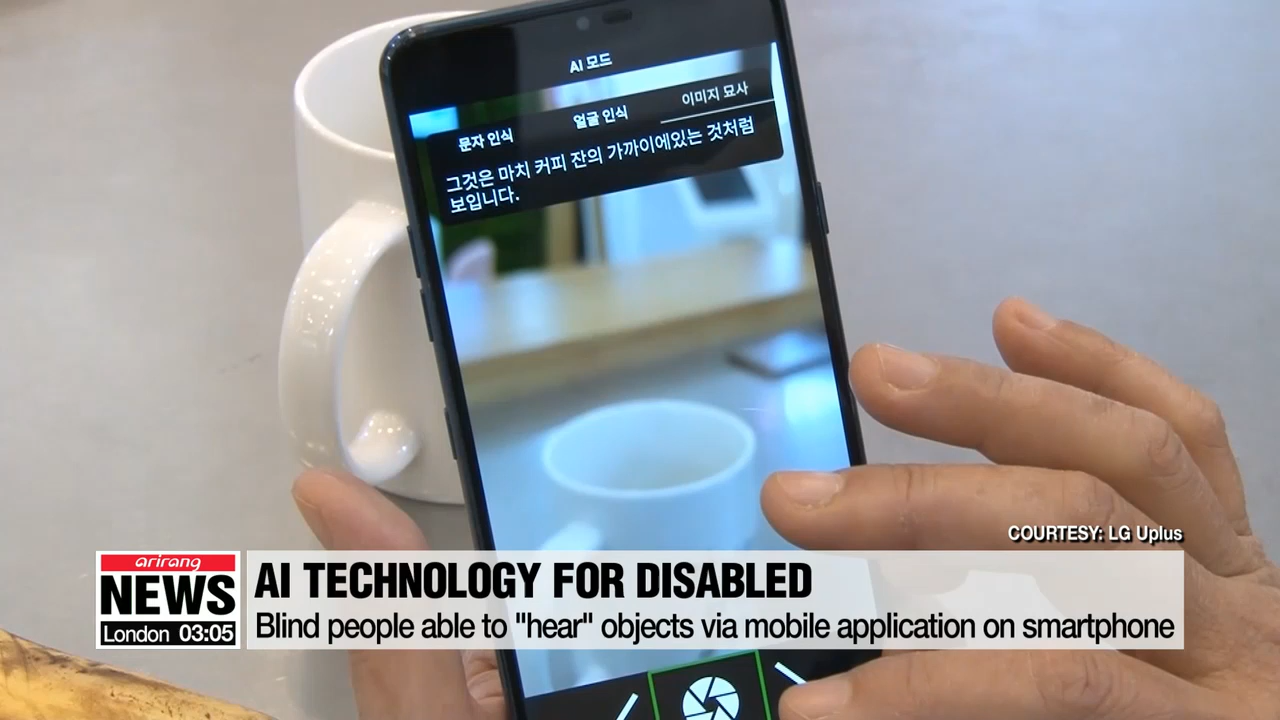 AI 모드
문자 인식 얼굴 인식 이미지 묘사
그것은 마치 커피 잔의 가까이에있는 것처럼
보입니다.
COURTESY: LG Uplus
arirang
NEWS
London 03:05
AI TECHNOLOGY FOR DISABLED
Blind people able to "hear" objects via mobile application on smartphone